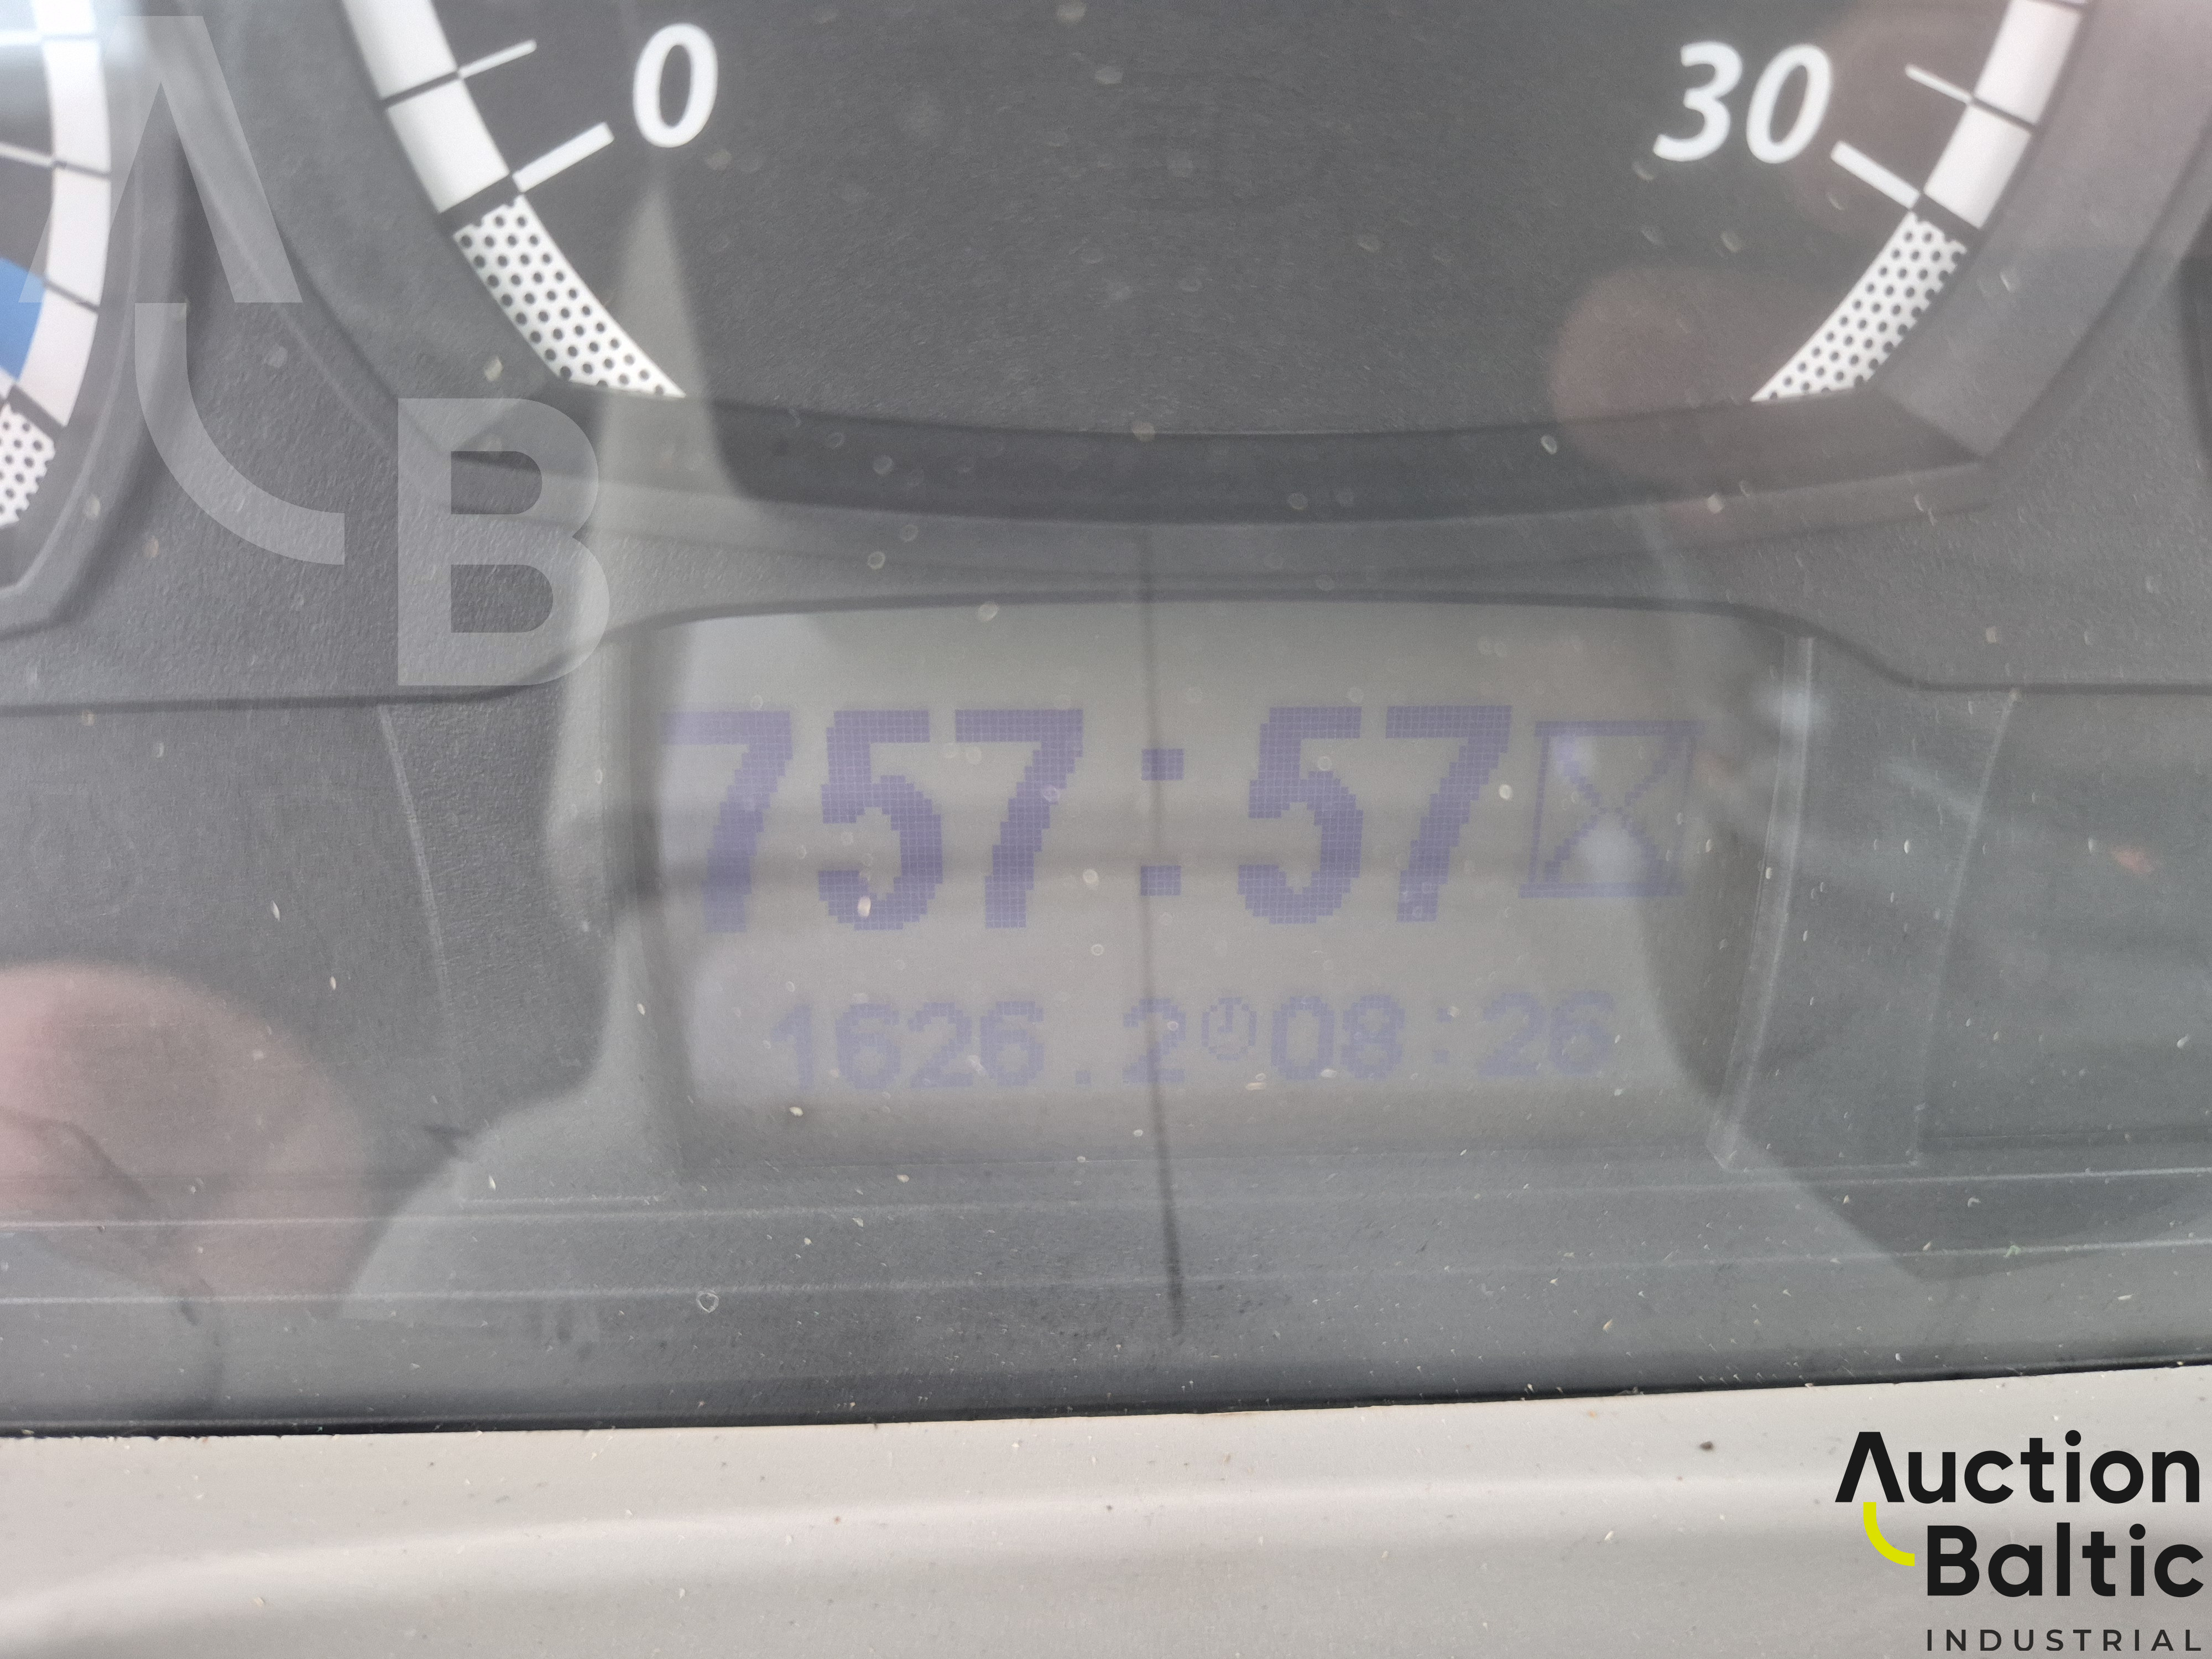 0
30
757:57
1626.2 08:26
AB
Auction
Baltic
INDUSTRIAL